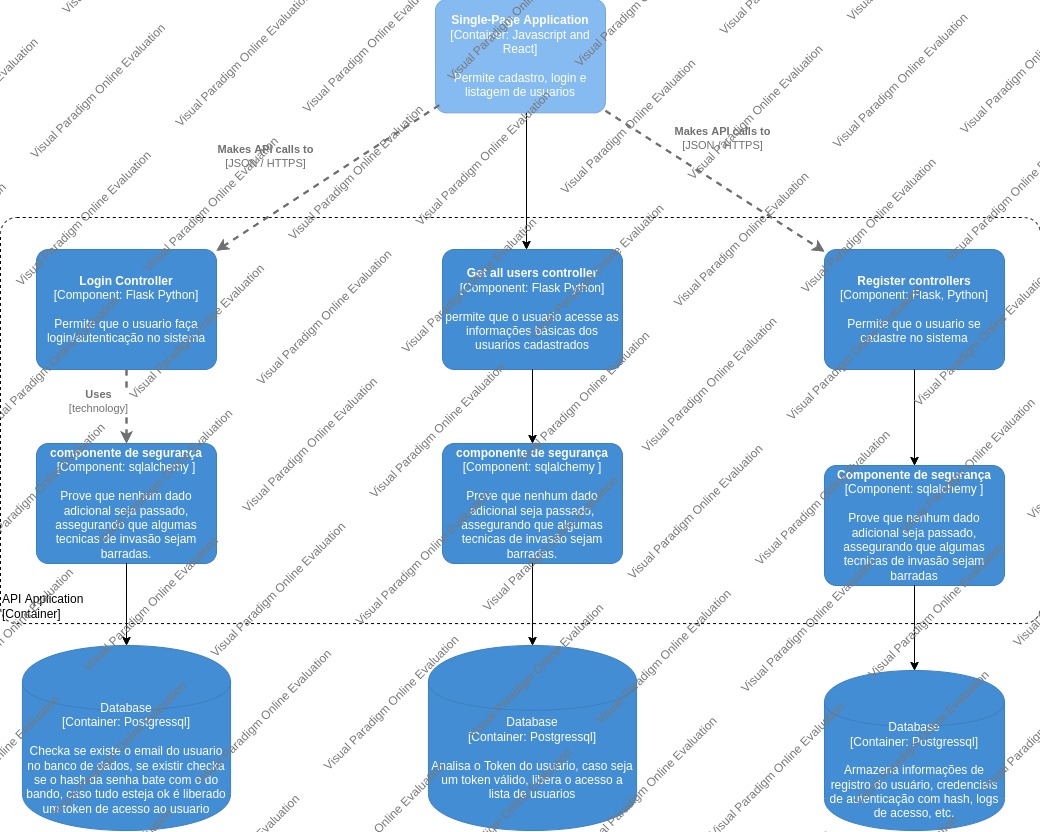 Single-Page Application
[Container: Javascript and
React]
Permite cadastro, login e
listagem de usuarios
Makes API calls to
[JSON / HTTPS]
Makes API calls to
[JSON / HTTPS]
Login Controller
[Component: Flask Python]
Permite que o usuario faça
login/autenticação no sistema
Get all users controller
[Component: Flask Python]
permite que o usuario acesse as
informações básicas dos
usuarios cadastrados
Register controllers
[Component: Flask, Python]
Permite que o usuario se
cadastre no sistema
Uses
[technology]
componente de segurança
[Component: sqlalchemy ]
Prove que nenhum dado
adicional seja passado,
assegurando que algumas
tecnicas de invasão sejam
barradas.
componente de segurança
[Component: sqlalchemy ]
Prove que nenhum dado
adicional seja passado,
assegurando que algumas
tecnicas de invasão sejam
barradas.
Componente de segurança
[Component: sqlalchemy ]
Prove que nenhum dado
adicional seja passado,
assegurando que algumas
tecnicas de invasão sejam
barradas
API Application
[Container]
Database
[Container: Postgressql]
Checka se existe o email do usuario
no banco de dados, se existir checka
se o hash da senha bate com o do
bando, caso tudo esteja ok é liberado
um token de acesso ao usuario
Database
[Container: Postgressql]
Analisa o Token do usuário, caso seja
um token válido, libera o acesso a
lista de usuarios
Database
[Container: Postgressql]
Armazena informações de
registro do usuário, credenciais
de autenticação com hash, logs
de acesso, etc.
Visual Paradigm Online Evaluation